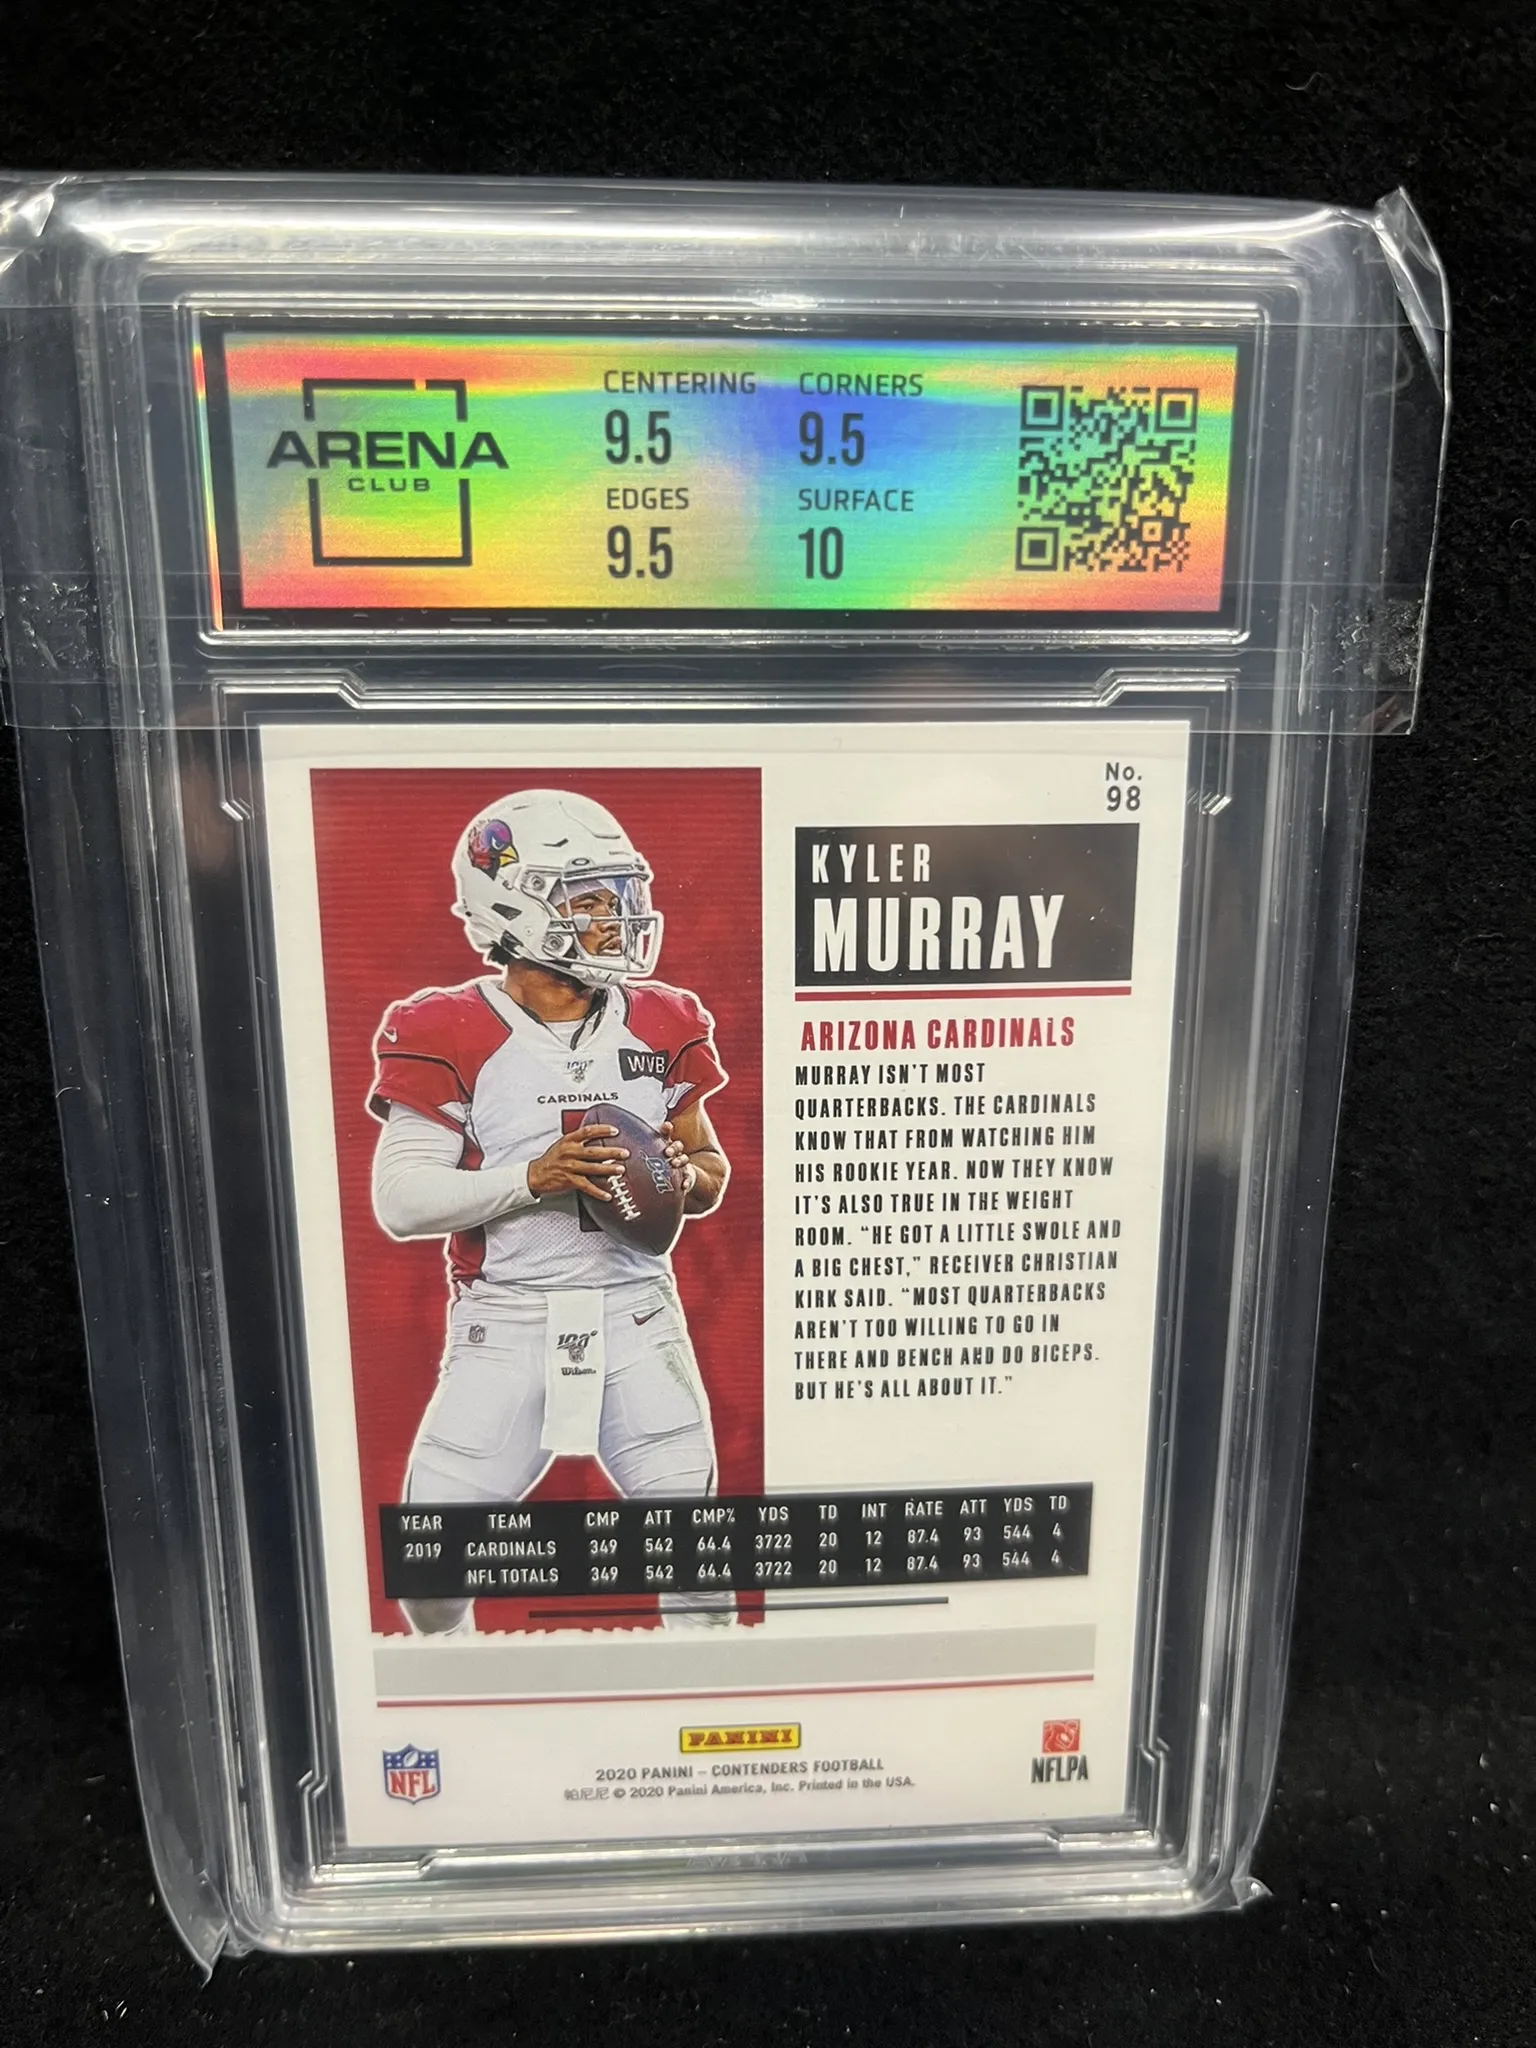 ARENA
CLUB
CENTERING CORNERS
9.5 9.5
EDGES SURFACE
9.5 10
No.
98
KYLER
MURRAY
ARIZONA CARDINALS
MURRAY ISN'T MOST
QUARTERBACKS. THE CARDINALS
KNOW THAT FROM WATCHING HIM
HIS ROOKIE YEAR. NOW THEY KNOW
IT'S ALSO TRUE IN THE WEIGHT
ROOM. "HE GOT A LITTLE SWOLE AND
A BIG CHEST," RECEIVER CHRISTIAN
KIRK SAID. "MOST QUARTERBACKS
AREN'T TOO WILLING TO GO IN
THERE AND BENCH AND DO BICEPS.
BUT HE'S ALL ABOUT IT."
WVB
CARDINALS
100
Wilson
YEAR TEAM CMP ATT CMP% YDS TD INT RATE ATT YDS TD
2019 CARDINALS 349 542 64.4 3722 20 12 87.4 93 544 4
NFL TOTALS 349 542 64.4 3722 20 12 87.4 93 544 4
PANINI
2020 PANINI – CONTENDERS FOOTBALL
帕尼尼 © 2020 Panini America, Inc. Printed in the USA.
NFL
NFLPA